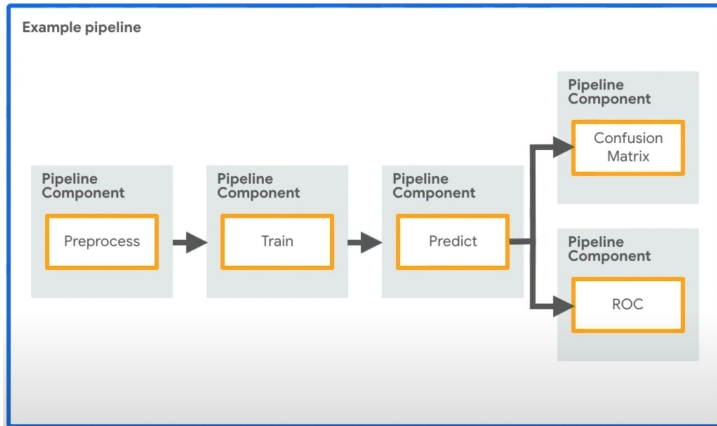 Example pipeline
Pipeline
Component
Preprocess
Pipeline
Component
Train
Pipeline
Component
Predict
Pipeline
Component
Confusion
Matrix
Pipeline
Component
ROC